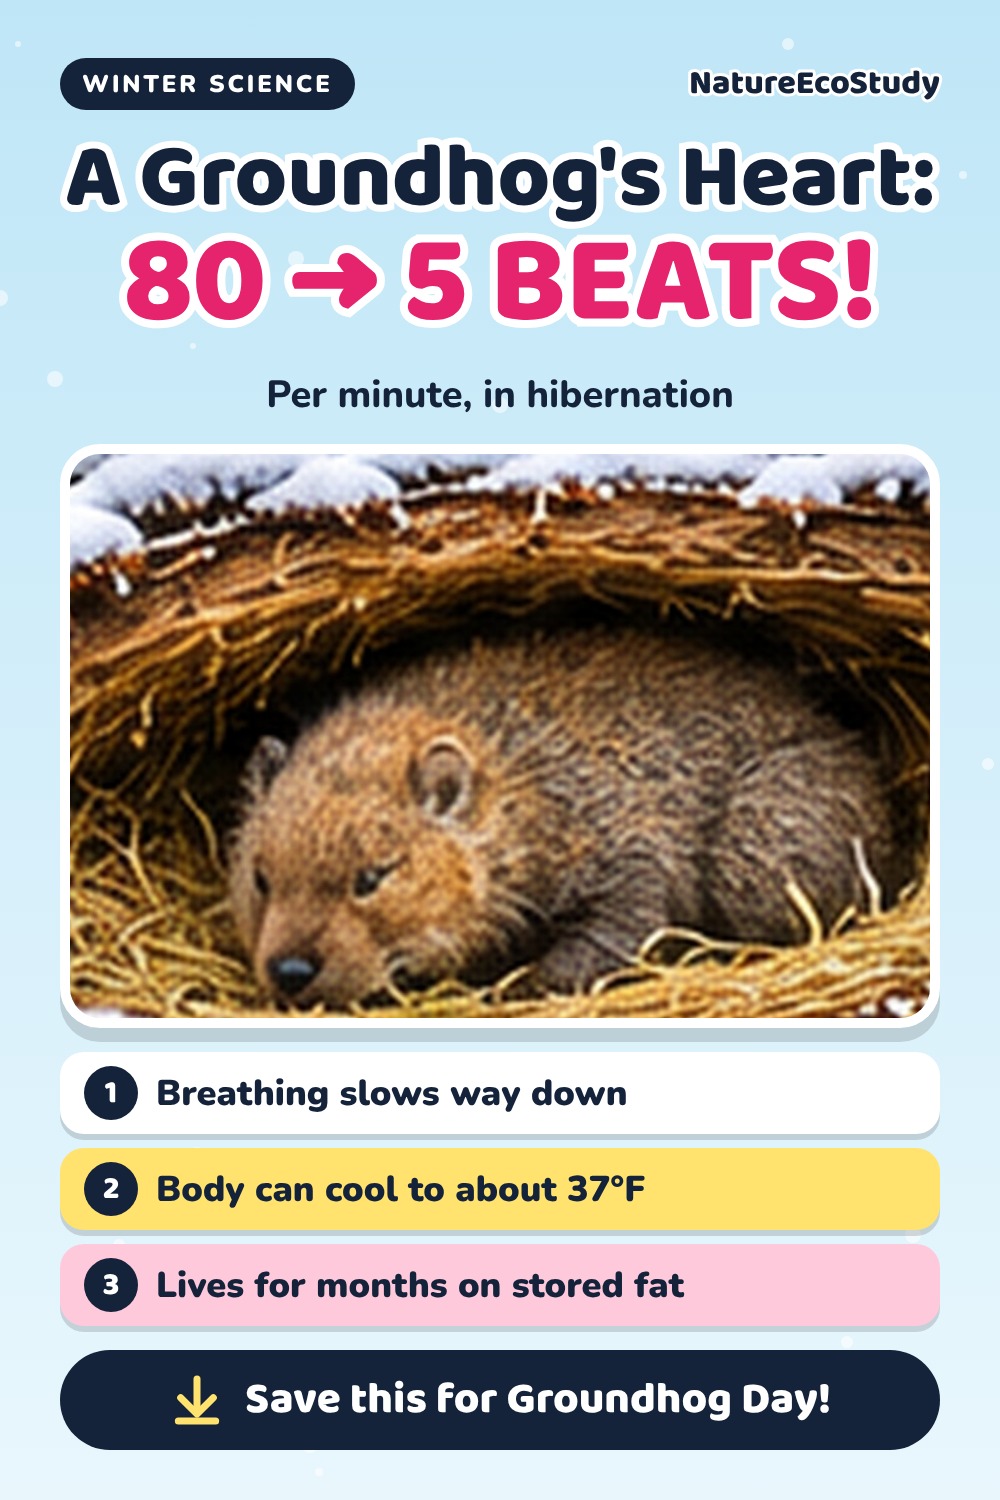 WINTER SCIENCE
NatureEcoStudy
A Groundhog's Heart:
80 → 5 BEATS!
Per minute, in hibernation
1 Breathing slows way down
2 Body can cool to about 37°F
3 Lives for months on stored fat
Save this for Groundhog Day!